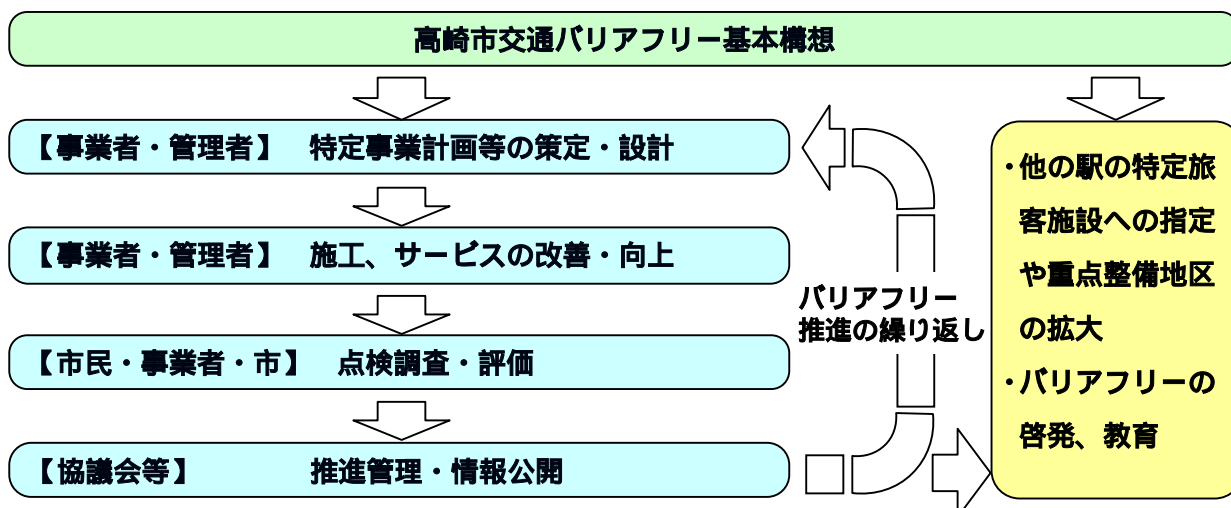 高崎市交通バリアフリー基本構想
【事業者・管理者】　特定事業計画等の策定・設計
【事業者・管理者】　施工、サービスの改善・向上
【市民・事業者・市】　点検調査・評価
【協議会等】　推進管理・情報公開
バリアフリー
推進の繰り返し
・他の駅の特定旅
客施設への指定
や重点整備地区
の拡大
・バリアフリーの
啓発、教育